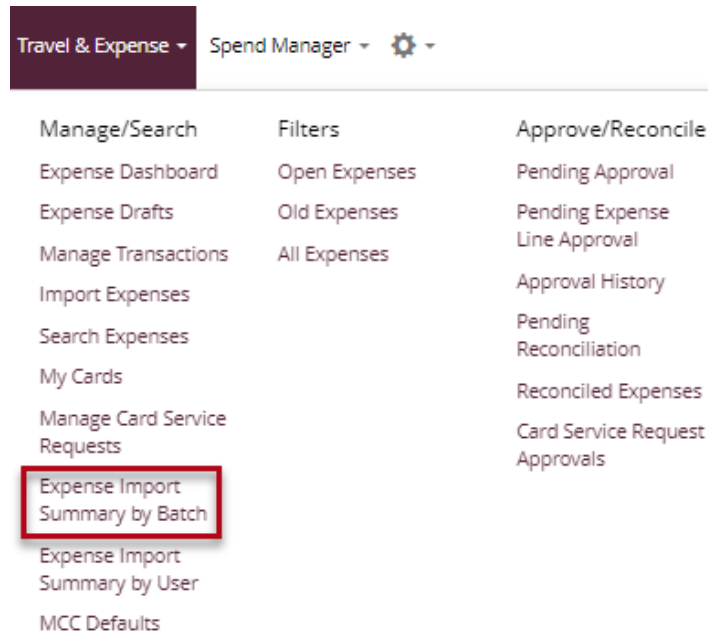 Travel & Expense Spend Manager
Manage/Search
Expense Dashboard
Expense Drafts
Manage Transactions
Import Expenses
Search Expenses
My Cards
Manage Card Service
Requests
Expense Import
Summary by Batch
Expense Import
Summary by User
MCC Defaults
Filters
Open Expenses
Old Expenses
All Expenses
Approve/Reconcile
Pending Approval
Pending Expense
Line Approval
Approval History
Pending
Reconciliation
Reconciled Expenses
Card Service Request
Approvals